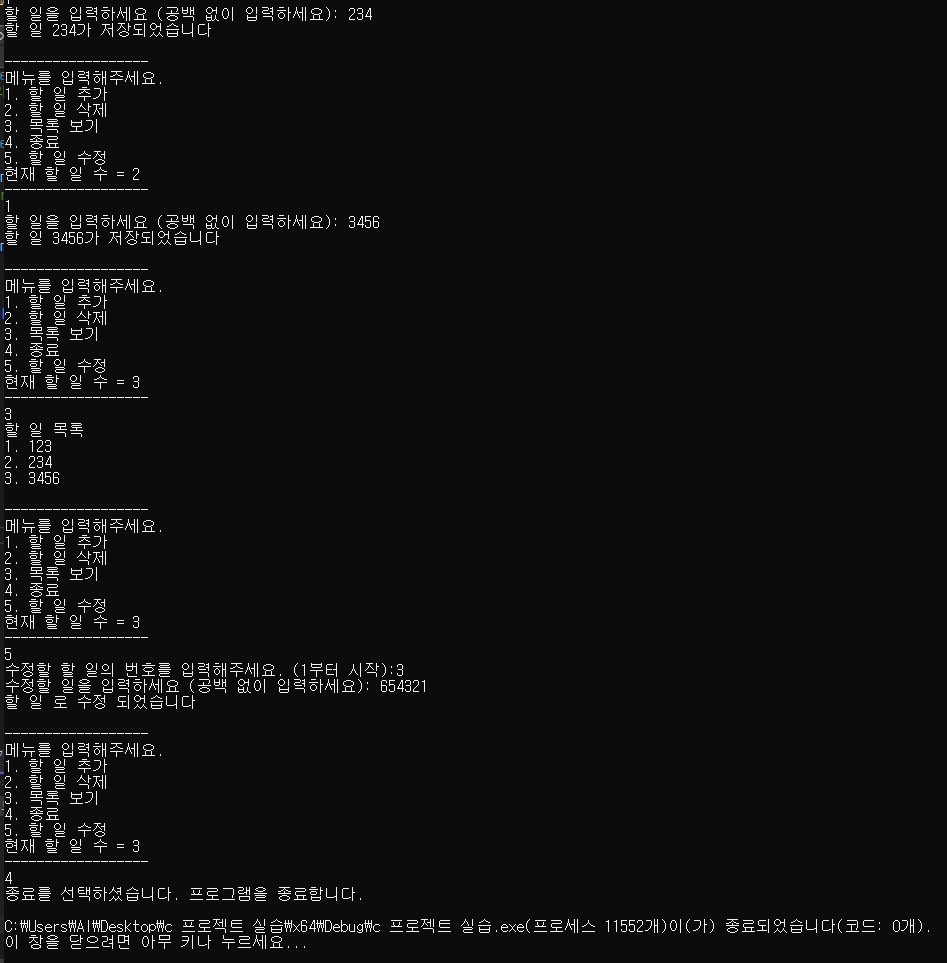 할 일을 입력하세요 (공백 없이 입력하세요): 234
할 일 234가 저장되었습니다
------------------
메뉴를 입력해주세요.
1. 할 일 추가
2. 할 일 삭제
3. 목록 보기
4. 종료
5. 할 일 수정
현재 할 일 수 = 2
------------------
1
할 일을 입력하세요 (공백 없이 입력하세요): 3456
할 일 3456가 저장되었습니다
------------------
메뉴를 입력해주세요.
1. 할 일 추가
2. 할 일 삭제
3. 목록 보기
4. 종료
5. 할 일 수정
현재 할 일 수 = 3
------------------
3
할 일 목록
1. 123
2. 234
3. 3456
------------------
메뉴를 입력해주세요.
1. 할 일 추가
2. 할 일 삭제
3. 목록 보기
4. 종료
5. 할 일 수정
현재 할 일 수 = 3
------------------
5
수정할 할 일의 번호를 입력해주세요. (1부터 시작):3
수정할 일을 입력하세요 (공백 없이 입력하세요): 654321
할 일 로 수정 되었습니다
------------------
메뉴를 입력해주세요.
1. 할 일 추가
2. 할 일 삭제
3. 목록 보기
4. 종료
5. 할 일 수정
현재 할 일 수 = 3
------------------
4
종료를 선택하셨습니다. 프로그램을 종료합니다.
C:₩Users₩AI₩Desktop₩c 프로젝트 실습₩x64₩Debug₩c 프로젝트 실습.exe(프로세스 11552개)이(가) 종료되었습니다(코드: 0개).
이 창을 닫으려면 아무 키나 누르세요...